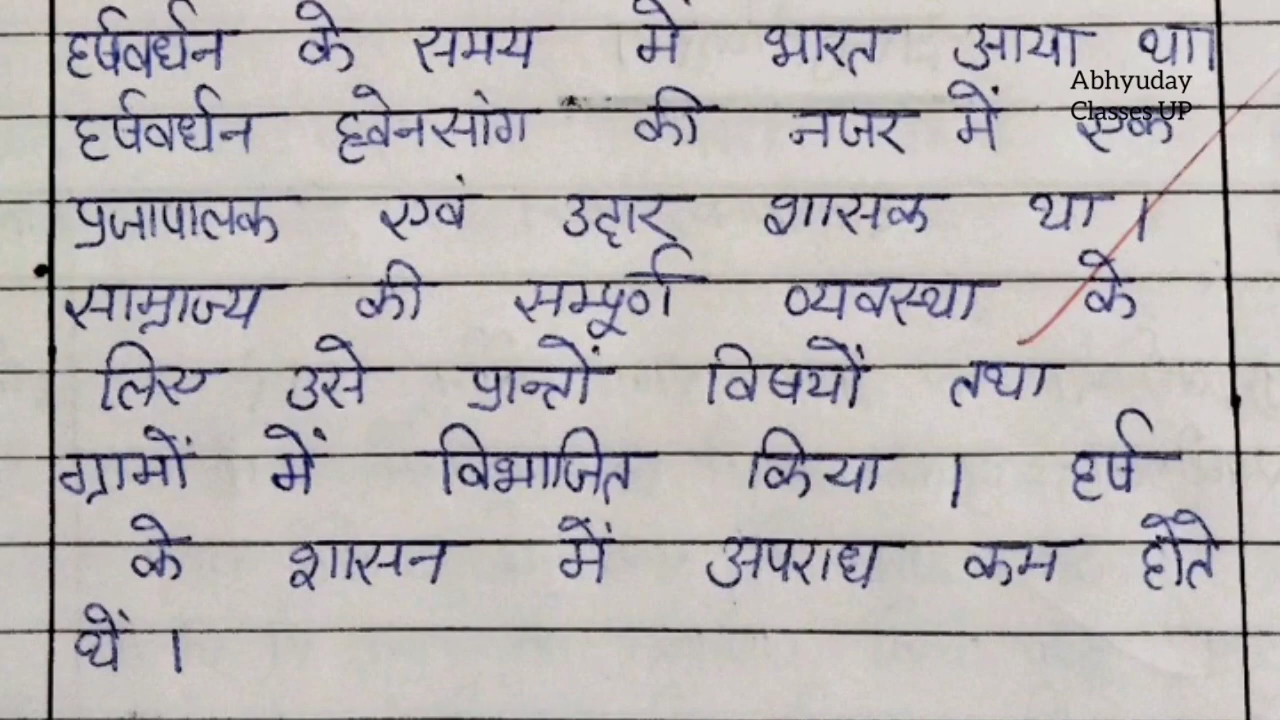 हर्षवर्धन के समय में भारत आया था।
Abhyuday
Classes UP
हर्षवर्धन ह्वेनसांग की नजर में एक
प्रजापालक एवं उदार शासक था।
साम्राज्य की सम्पूर्ण व्यवस्था के
लिए उसे प्रान्तों विषयों तथा
ग्रामों में विभाजित किया। हर्ष
के शासन में अपराध कम होते
थें।